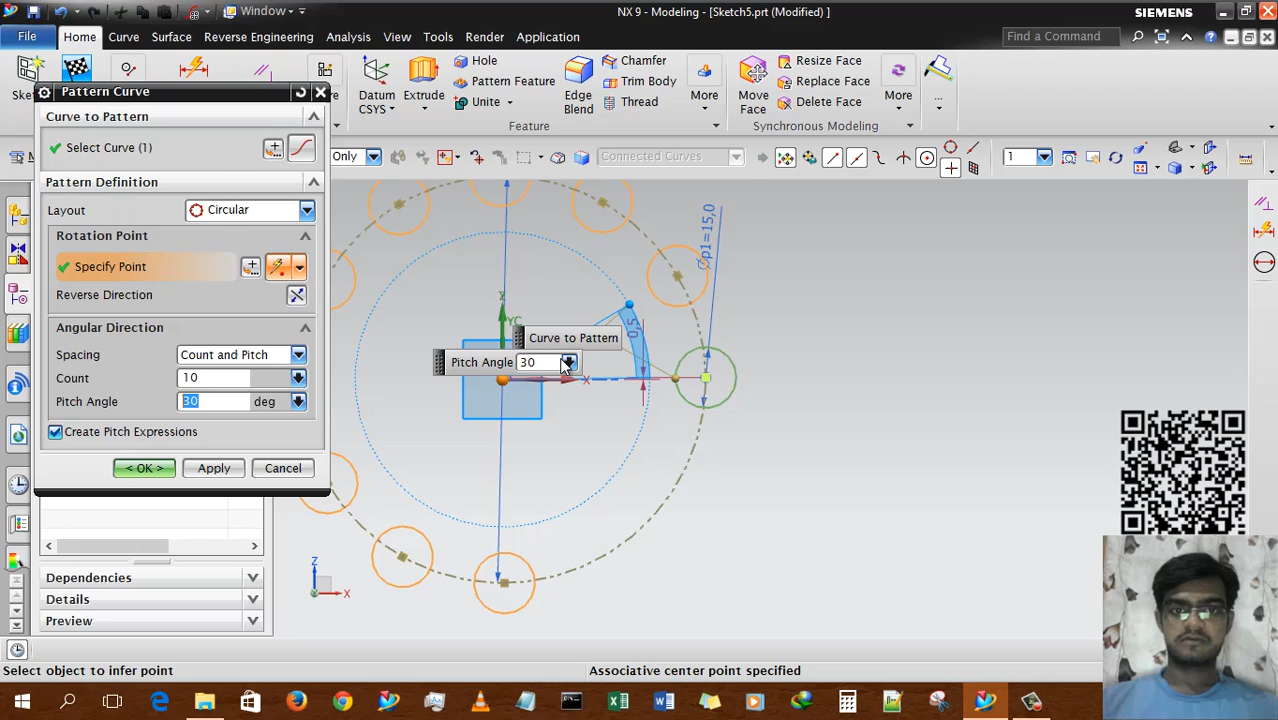 Window
NX 9 - Modeling - [Sketch5.prt (Modified) ]
SIEMENS
File
Home
Curve
Surface
Reverse Engineering
Analysis
View
Tools
Render
Application
Find a Command
Datum CSYS
Extrude
Hole
Pattern Feature
Unite
Edge Blend
Chamfer
Trim Body
Thread
More
Feature
Move Face
Resize Face
Replace Face
Delete Face
More
Synchronous Modeling
...
Pattern Curve
Curve to Pattern
Select Curve (1)
Pattern Definition
Layout
Circular
Rotation Point
Specify Point
Reverse Direction
Angular Direction
Spacing
Count and Pitch
Count
10
Pitch Angle
30
deg
Create Pitch Expressions
< OK >
Apply
Cancel
Only
Connected Curves
1
Øp1=15,0
0,5
Z
YC
Curve to Pattern
Pitch Angle
30
X
Z
X
Dependencies
Details
Preview
Select object to infer point
Associative center point specified